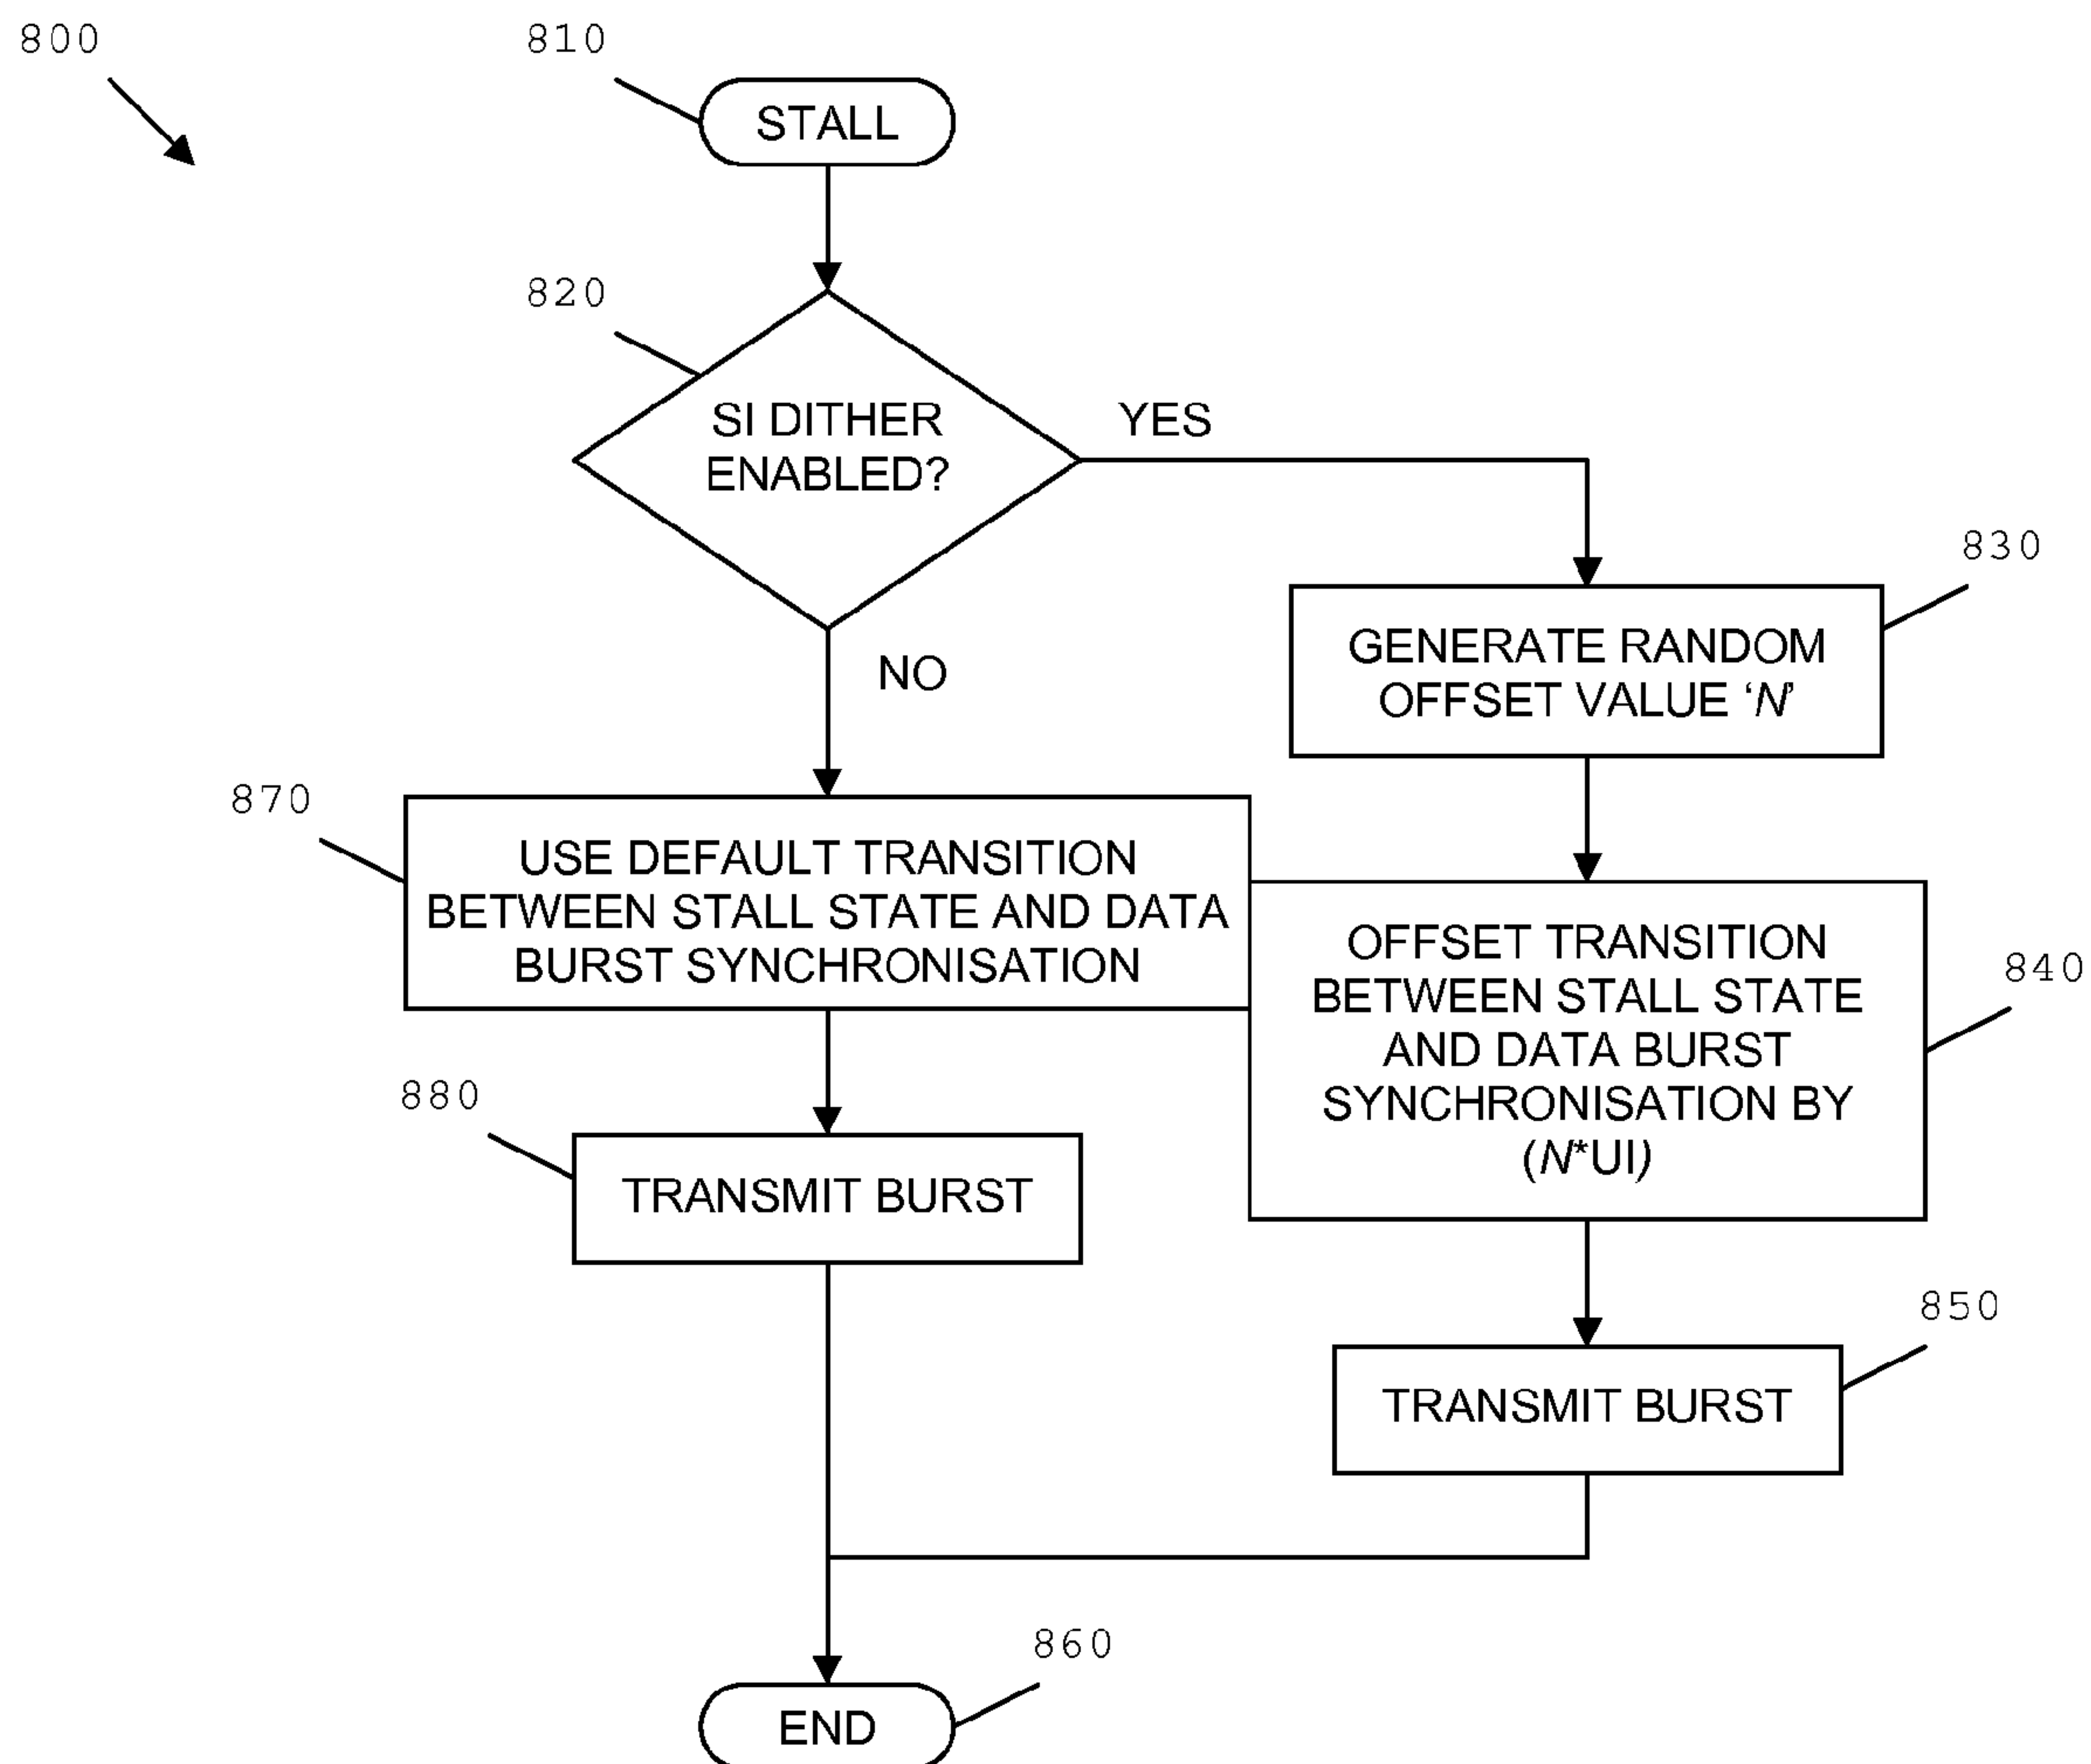 800
810
STALL
820
SI DITHER
ENABLED?
YES
NO
830
GENERATE RANDOM
OFFSET VALUE ‘N’
870
USE DEFAULT TRANSITION
BETWEEN STALL STATE AND DATA
BURST SYNCHRONISATION
840
OFFSET TRANSITION
BETWEEN STALL STATE
AND DATA BURST
SYNCHRONISATION BY
(N*UI)
880
TRANSMIT BURST
850
TRANSMIT BURST
860
END